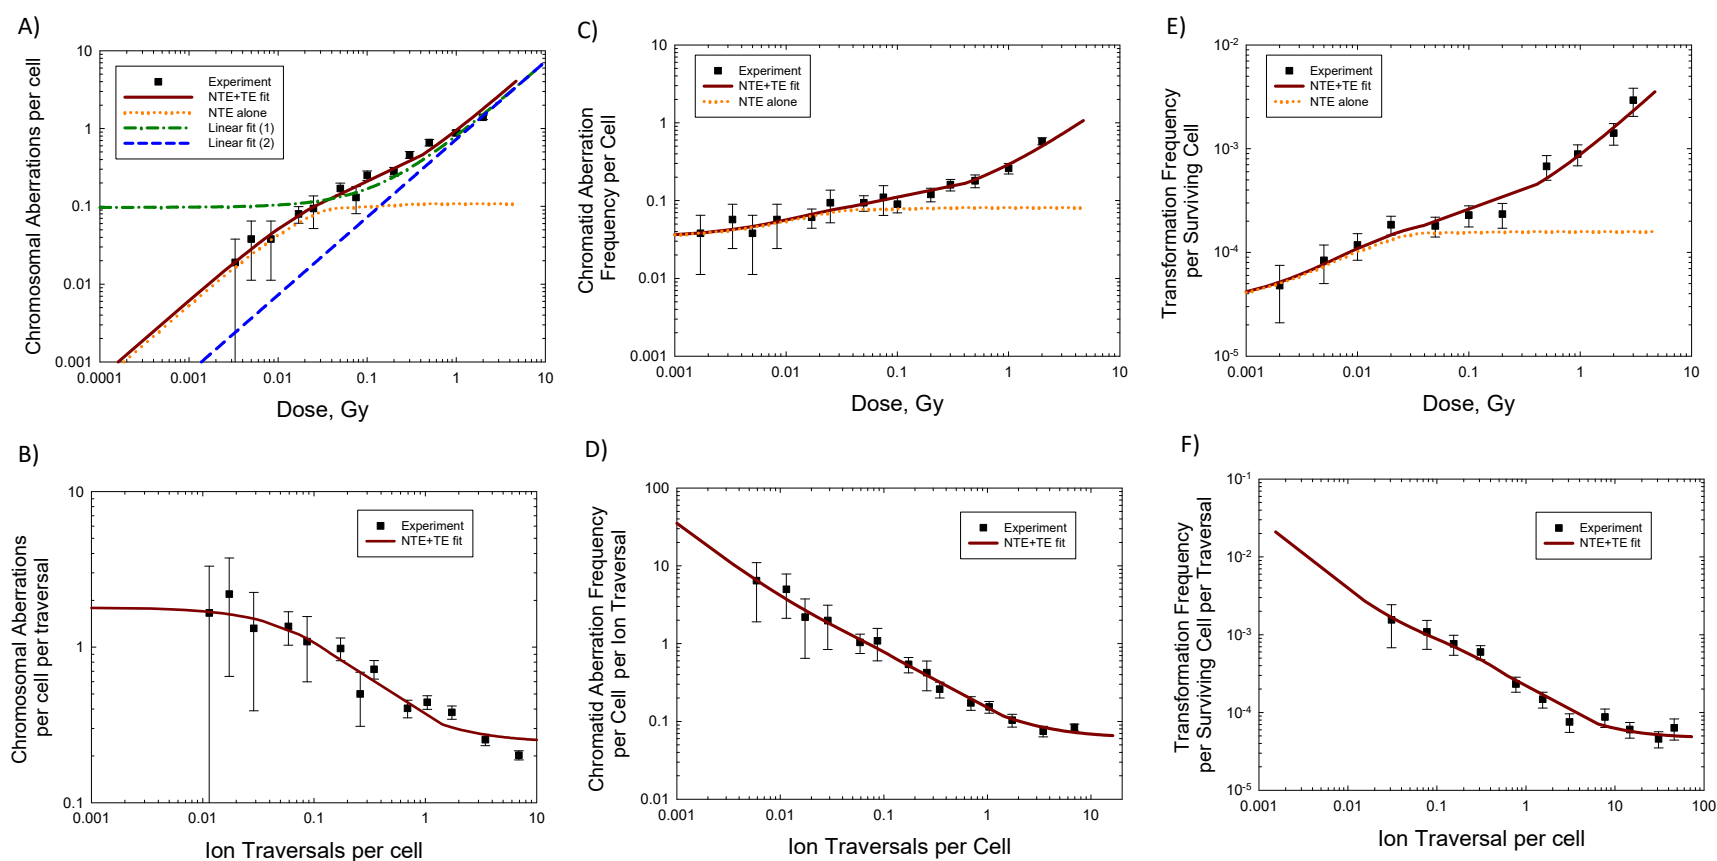 A)
Chromosomal Aberrations per cell
10
1
0.1
0.01
0.001
Experiment
NTE+TE fit
NTE alone
Linear fit (1)
Linear fit (2)
0.0001 0.001 0.01 0.1 1 10
Dose, Gy
C)
Chromatid Aberration
Frequency per Cell
10
1
0.1
0.01
0.001
Experiment
NTE+TE fit
NTE alone
0.001 0.01 0.1 1 10
Dose, Gy
E)
Transformation Frequency
per Surviving Cell
10-2
10-3
10-4
10-5
Experiment
NTE+TE fit
NTE alone
0.001 0.01 0.1 1 10
Dose, Gy
B)
Chromosomal Aberrations
per cell per traversal
10
1
0.1
Experiment
NTE+TE fit
0.001 0.01 0.1 1 10
Ion Traversals per cell
D)
Chromatid Aberration Frequency
per Cell per Ion Traversal
100
10
1
0.1
0.01
Experiment
NTE+TE fit
0.001 0.01 0.1 1 10
Ion Traversals per Cell
F)
Transformation Frequency
per Surviving Cell per Traversal
10-1
10-2
10-3
10-4
10-5
Experiment
NTE+TE fit
0.001 0.01 0.1 1 10 100
Ion Traversal per cell